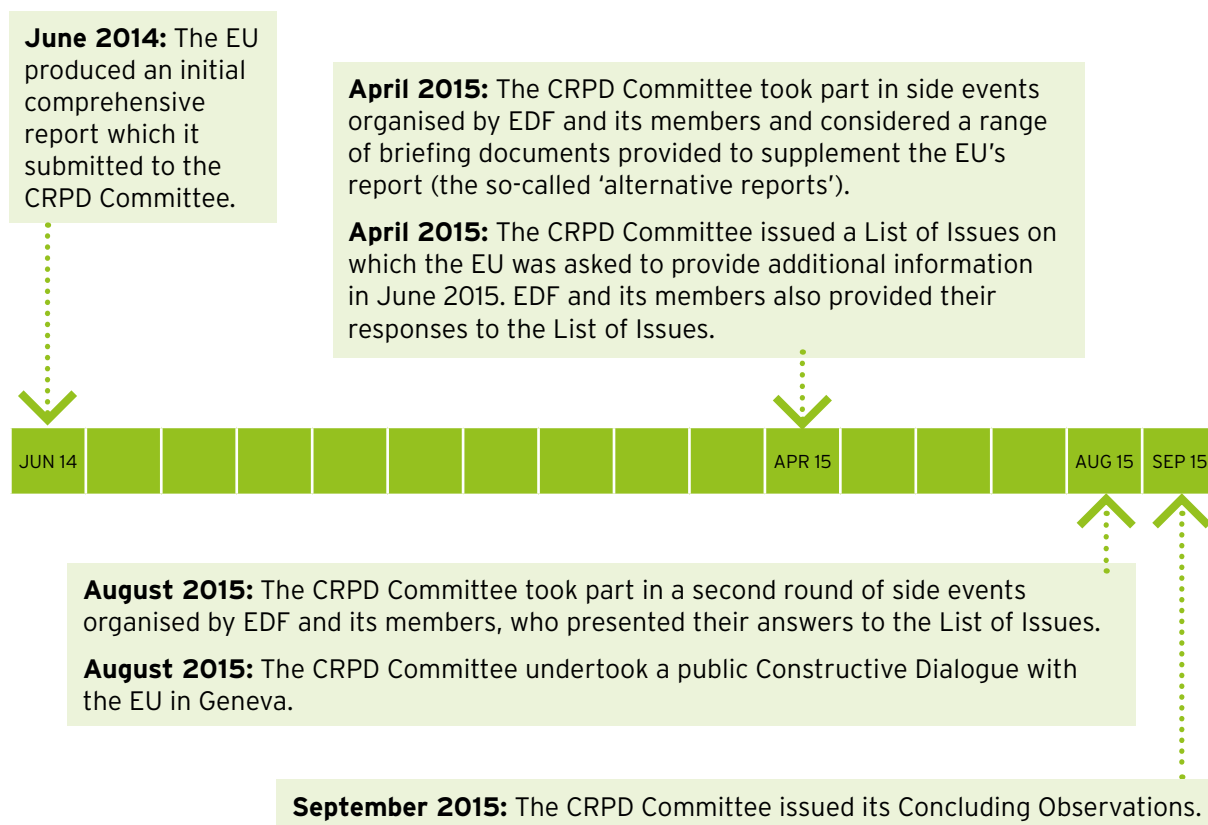 June 2014: The EU
produced an initial
comprehensive
report which it
submitted to the
CRPD Committee.
April 2015: The CRPD Committee took part in side events
organised by EDF and its members and considered a range
of briefing documents provided to supplement the EU's
report (the so-called 'alternative reports').
April 2015: The CRPD Committee issued a List of Issues on
which the EU was asked to provide additional information
in June 2015. EDF and its members also provided their
responses to the List of Issues.
JUN 14
APR 15
AUG 15
SEP 15
August 2015: The CRPD Committee took part in a second round of side events
organised by EDF and its members, who presented their answers to the List of Issues.
August 2015: The CRPD Committee undertook a public Constructive Dialogue with
the EU in Geneva.
September 2015: The CRPD Committee issued its Concluding Observations.